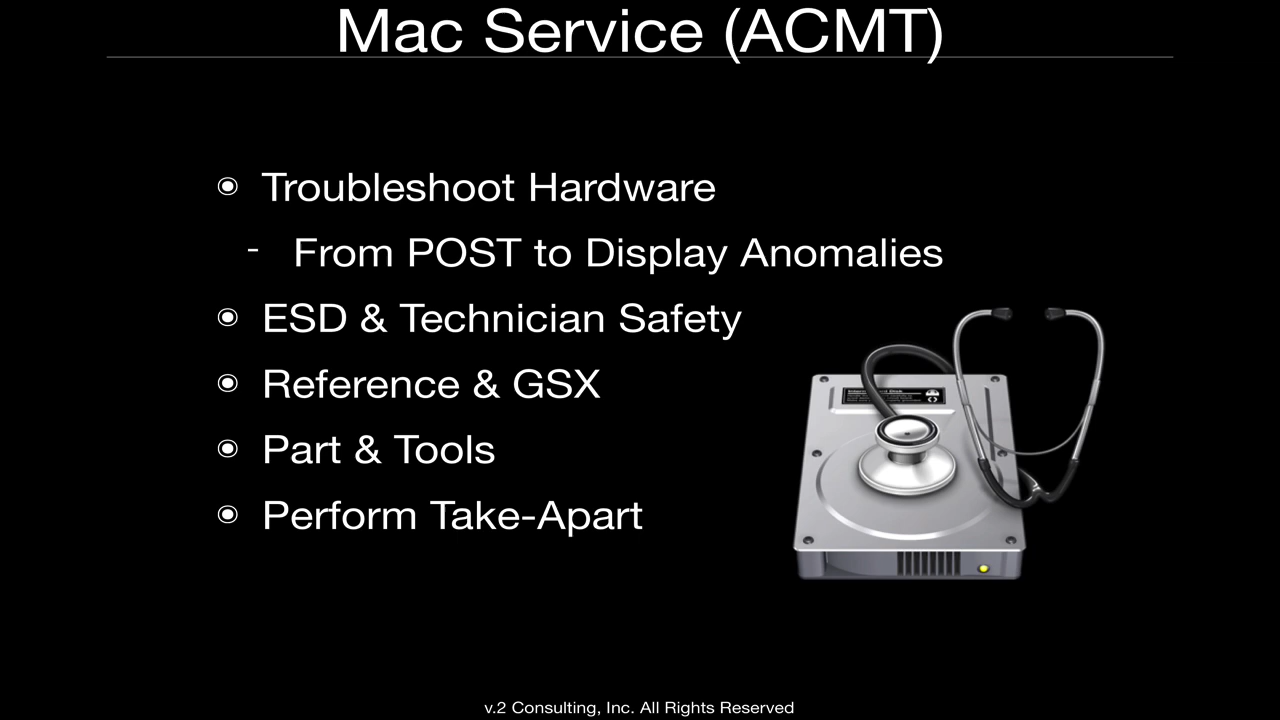 Mac Service (ACMT)
Troubleshoot Hardware
- From POST to Display Anomalies
ESD & Technician Safety
Reference & GSX
Part & Tools
Perform Take-Apart
v.2 Consulting, Inc. All Rights Reserved